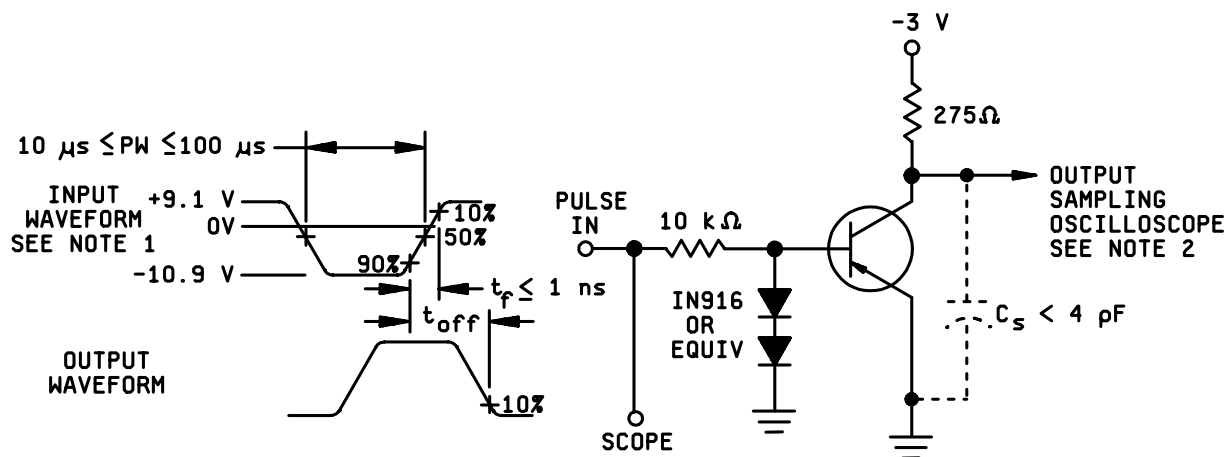 -3 V
275Ω
10 µs ≤PW ≤100 µs
INPUT
WAVEFORM
SEE NOTE 1
+9.1 V
0V
-10.9 V
10%
50%
90%
t_f ≤ 1 ns
t_off
OUTPUT
WAVEFORM
10%
PULSE
IN
10 kΩ
IN916
OR
EQUIV
SCOPE
OUTPUT
SAMPLING
OSCILLOSCOPE
SEE NOTE 2
C_s < 4 pF